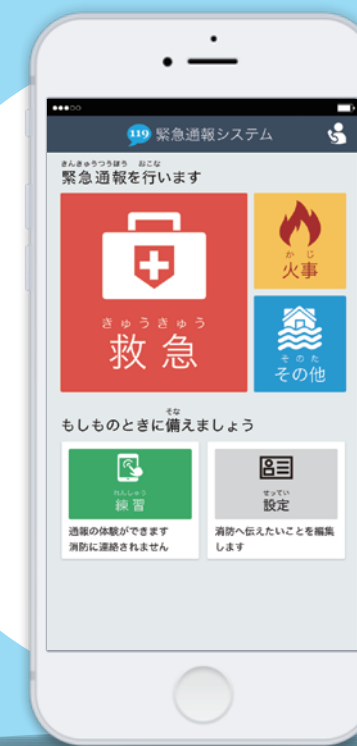 119 緊急通報システム
きんきゅうつうほう おこな
緊急通報を行います
きゅうきゅう
救急
かじ
火事
そのた
その他
そな
もしものときに備えましょう
れんしゅう
練習
通報の体験ができます
消防に連絡されません
せってい
設定
消防へ伝えたいことを編集
します